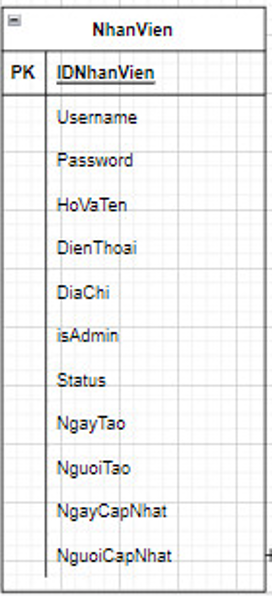 NhanVien
PK IDNhanVien
Username
Password
HoVaTen
DienThoai
DiaChi
isAdmin
Status
NgayTao
NguoiTao
NgayCapNhat
NguoiCapNhat